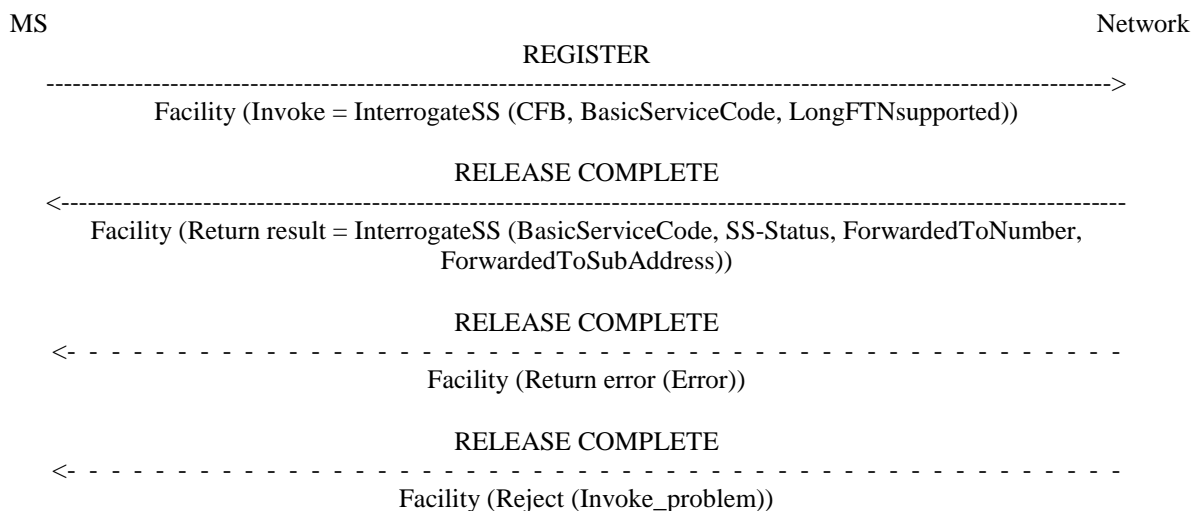 MS Network
REGISTER
Facility (Invoke = InterrogateSS (CFB, BasicServiceCode, LongFTNsupported))
RELEASE COMPLETE
Facility (Return result = InterrogateSS (BasicServiceCode, SS-Status, ForwardedToNumber,
ForwardedToSubAddress))
RELEASE COMPLETE
Facility (Return error (Error))
RELEASE COMPLETE
Facility (Reject (Invoke_problem))